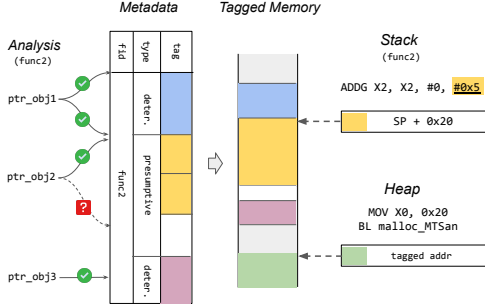 Metadata
Tagged Memory
Analysis
(func2)
fid
type
tag
ptr_obj1
ptr_obj2
?
ptr_obj3
func2
deter.
presumptive
deter.
Stack
(func2)
ADDG X2, X2, #0, #0x5
SP + 0x20
Heap
MOV X0, 0x20
BL malloc_MTSan
tagged addr